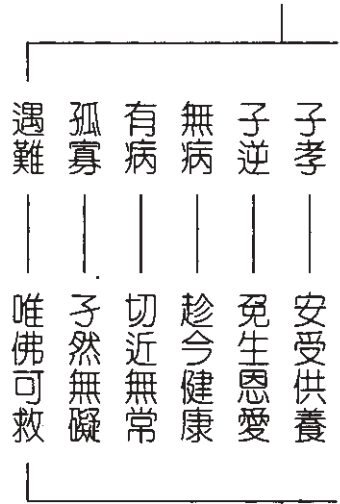 子孝
安受供養
子逆
免生恩愛
無病
趁今健康
有病
切近無常
孤寡
孑然無礙
遇難
唯佛可救